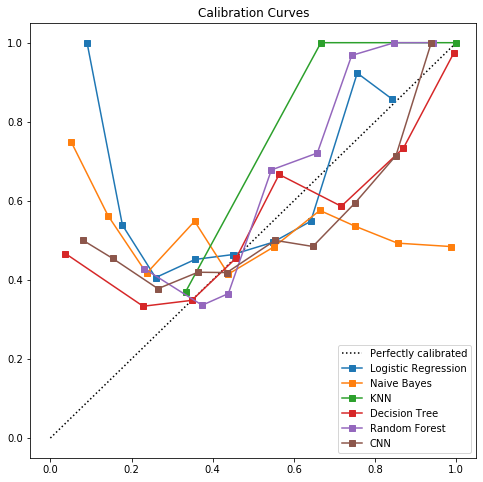 Calibration Curves
1.0
0.8
0.6
0.4
0.2
0.0
0.0 0.2 0.4 0.6 0.8 1.0
Perfectly calibrated
Logistic Regression
Naive Bayes
KNN
Decision Tree
Random Forest
CNN